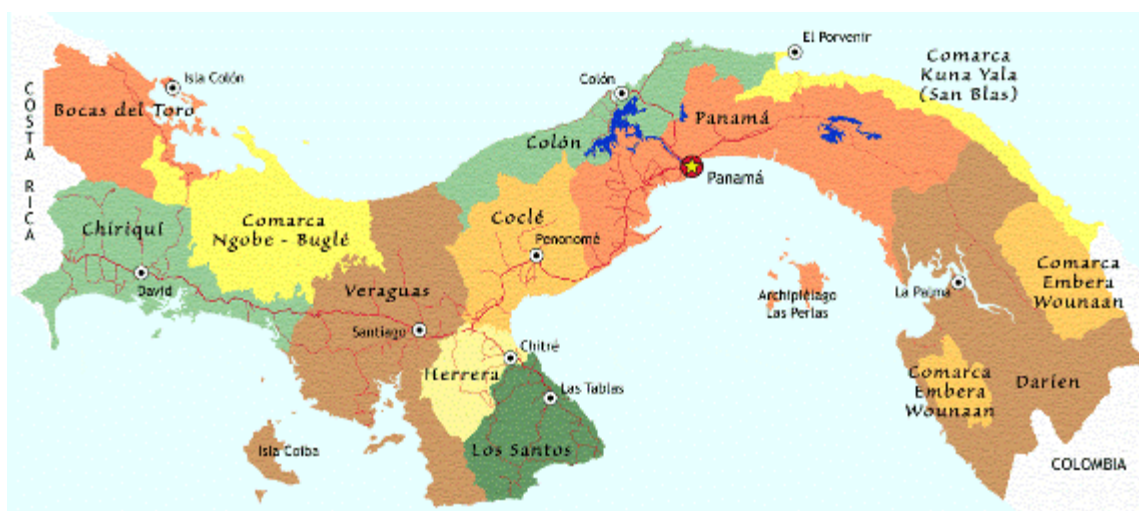 COSTA RICA
Isla Colón
Bocas del Toro
Chiriquí
David
Comarca
Ngobe - Buglé
Veraguas
Santiago
Isla Coiba
Herrera
Chitré
Las Tablas
Los Santos
Coclé
Penonomé
Colón
Colón
Panamá
Panamá
El Porvenir
Comarca
Kuna Yala
(San Blas)
Archipiélago
Las Perlas
La Palma
Comarca
Embera
Wounaan
Comarca
Embera
Wounaan
Daríen
COLOMBIA